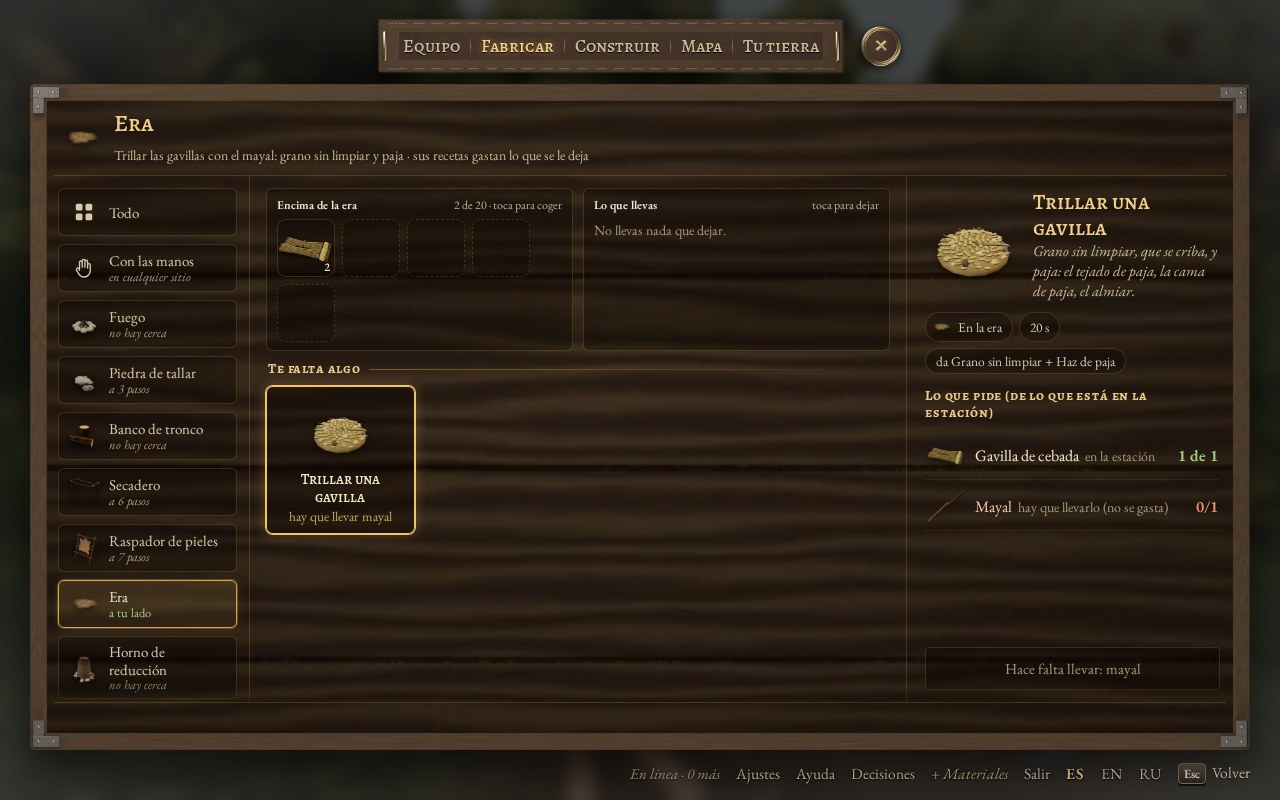 Equipo Fabricar Construir Mapa Tu tierra
Era
Trillar las gavillas con el mayal: grano sin limpiar y paja · sus recetas gastan lo que se le deja
Todo
Con las manos
en cualquier sitio
Fuego
no hay cerca
Piedra de tallar
a 3 pasos
Banco de tronco
no hay cerca
Secadero
a 6 pasos
Raspador de pieles
a 7 pasos
Era
a tu lado
Horno de
reducción
no hay cerca
Encima de la era 2 de 20 · toca para coger
2
Lo que llevas toca para dejar
No llevas nada que dejar.
Te falta algo
Trillar una
gavilla
hay que llevar mayal
Trillar una
gavilla
Grano sin limpiar, que se criba, y
paja: el tejado de paja, la cama
de paja, el almiar.
En la era 20 s
da Grano sin limpiar + Haz de paja
Lo que pide (de lo que está en la
estación)
Gavilla de cebada en la estación 1 de 1
Mayal hay que llevarlo (no se gasta) 0/1
Hace falta llevar: mayal
En línea · 0 más Ajustes Ayuda Decisiones + Materiales Salir ES EN RU Esc Volver